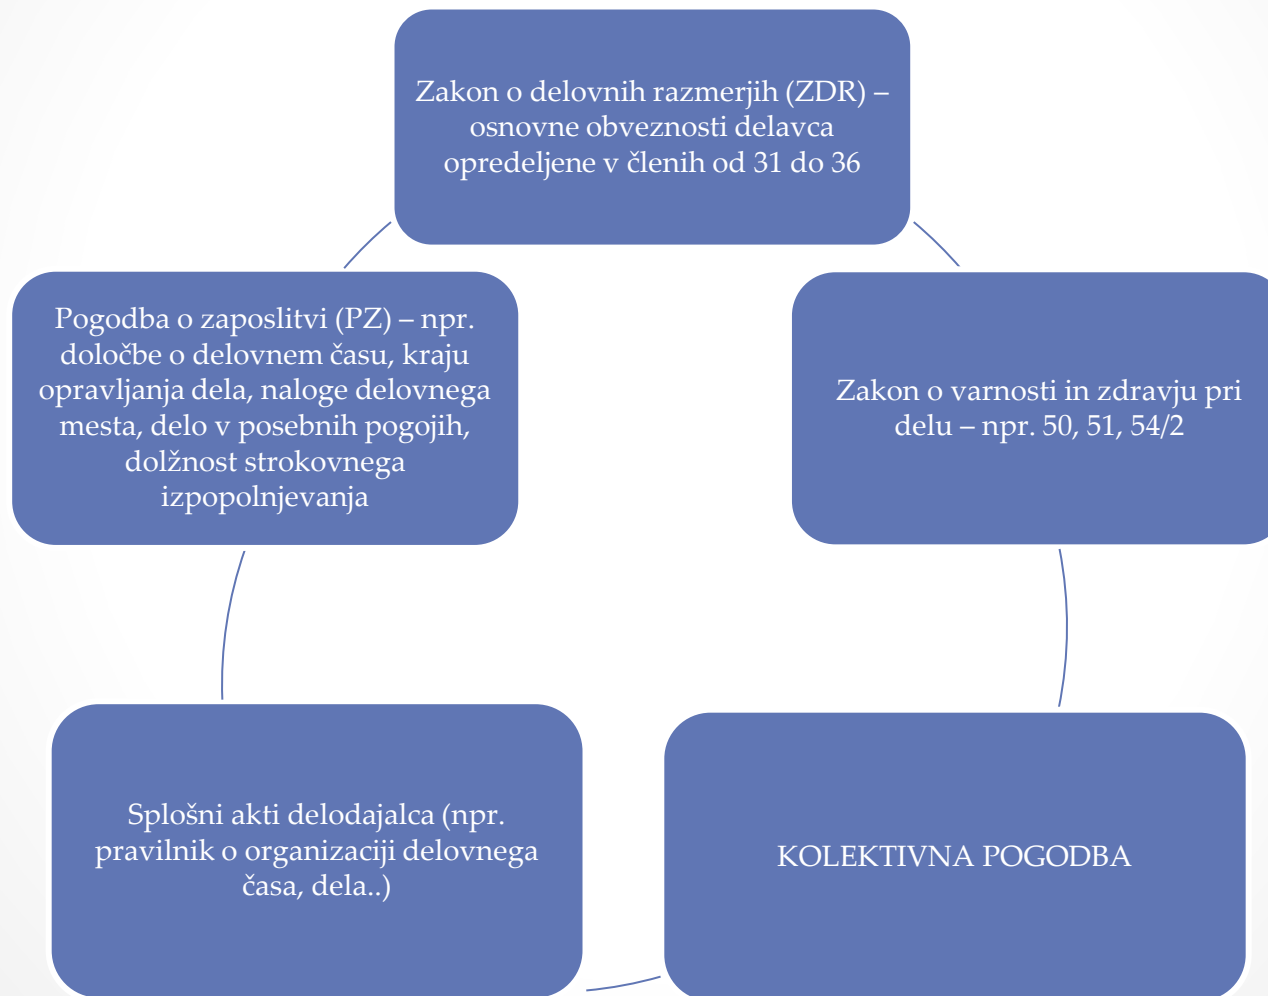 Zakon o delovnih razmerjih (ZDR) –
osnovne obveznosti delavca
opredeljene v členih od 31 do 36
Pogodba o zaposlitvi (PZ) – npr.
določbe o delovnem času, kraju
opravljanja dela, naloge delovnega
mesta, delo v posebnih pogojih,
dolžnost strokovnega
izpopolnjevanja
Zakon o varnosti in zdravju pri
delu – npr. 50, 51, 54/2
Splošni akti delodajalca (npr.
pravilnik o organizaciji delovnega
časa, dela..)
KOLEKTIVNA POGODBA